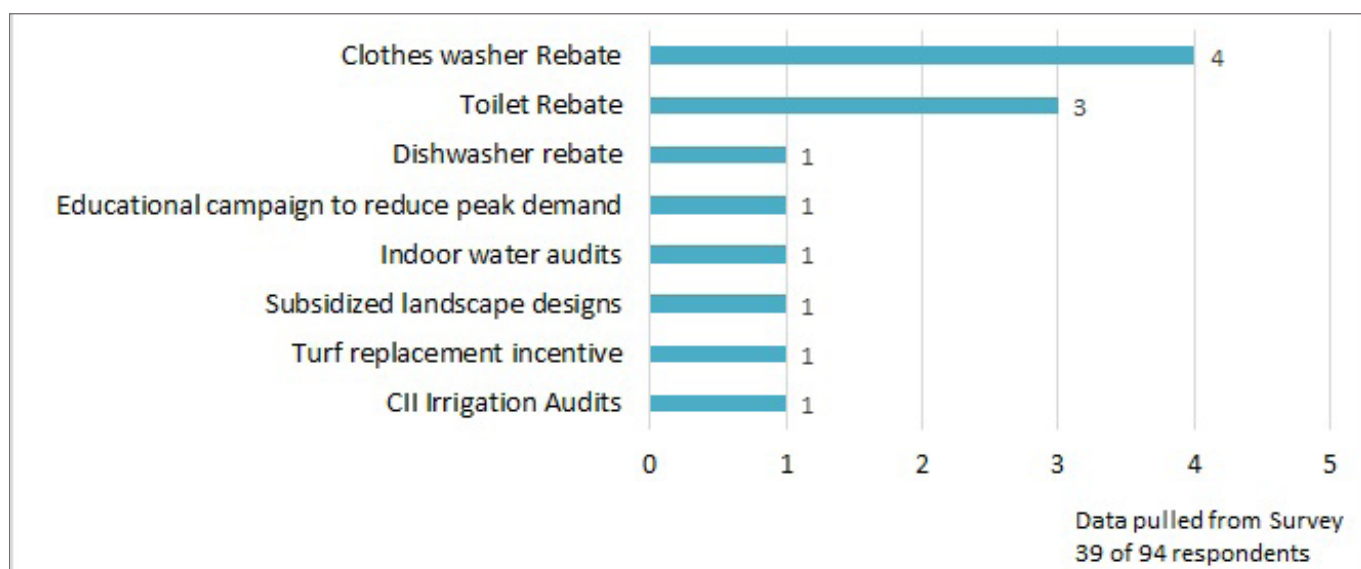 Clothes washer Rebate 4
Toilet Rebate 3
Dishwasher rebate 1
Educational campaign to reduce peak demand 1
Indoor water audits 1
Subsidized landscape designs 1
Turf replacement incentive 1
CII Irrigation Audits 1
0 1 2 3 4 5
Data pulled from Survey
39 of 94 respondents